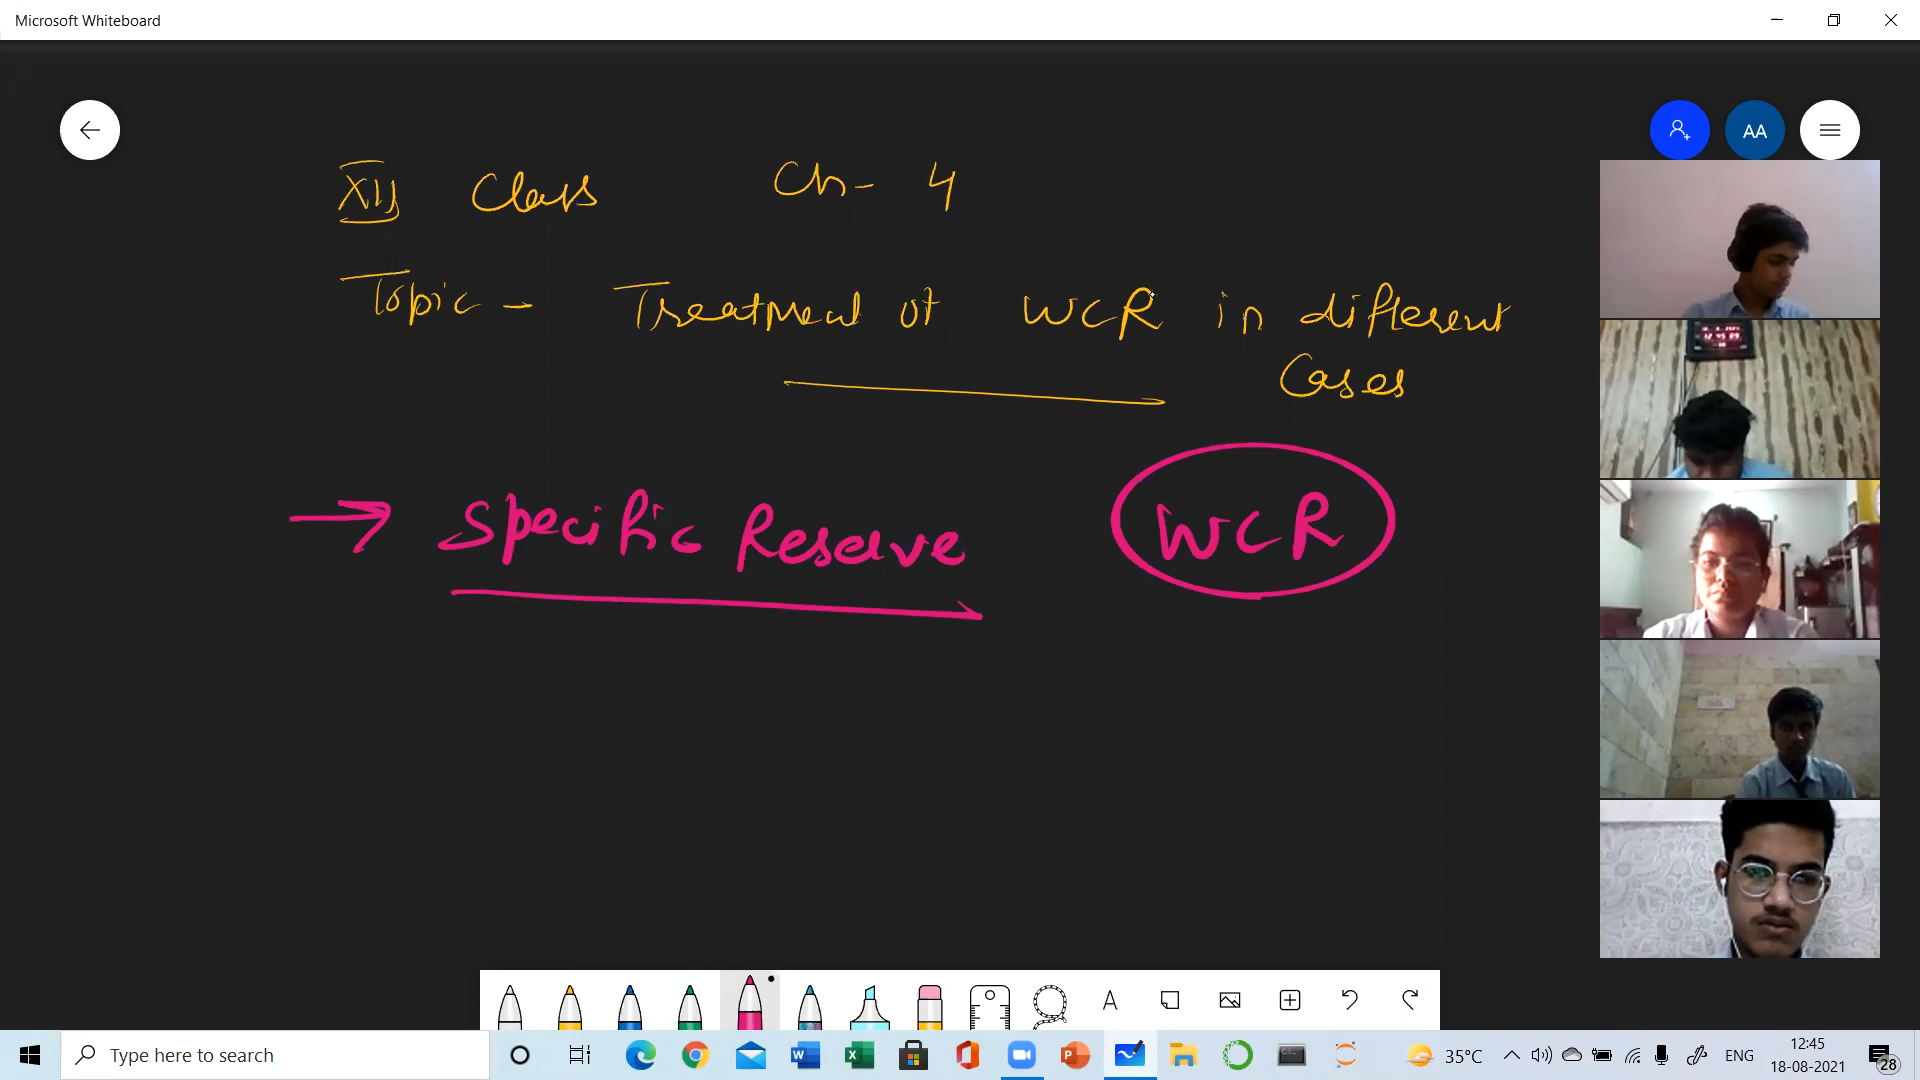 Microsoft Whiteboard
AA
XII Class Ch- 4
Topic - Treatment of WCR in different
Cases
→ Specific Reserve WCR
A
Type here to search
35°C
ENG
12:45
18-08-2021
28